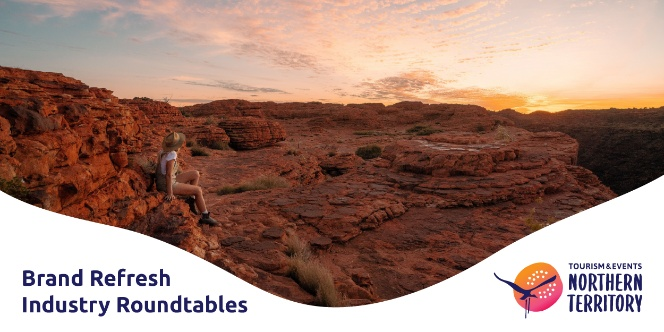 Brand Refresh
Industry Roundtables
TOURISM & EVENTS
NORTHERN
TERRITORY